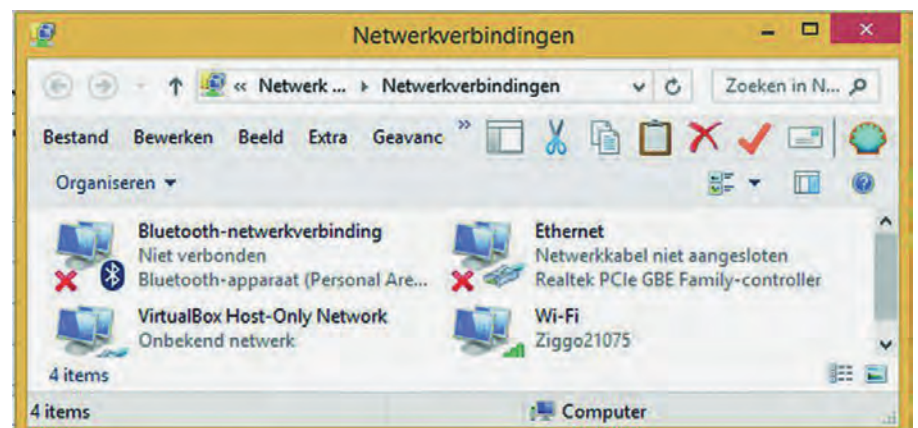 Netwerkverbindingen
« Netwerk ... Netwerkverbindingen Zoeken in N...
Bestand Bewerken Beeld Extra Geavanc »
Organiseren
Bluetooth-netwerkverbinding
Niet verbonden
Bluetooth-apparaat (Personal Are...
Ethernet
Netwerkkabel niet aangesloten
Realtek PCIe GBE Family-controller
VirtualBox Host-Only Network
Onbekend netwerk
Wi-Fi
Ziggo21075
4 items
4 items Computer